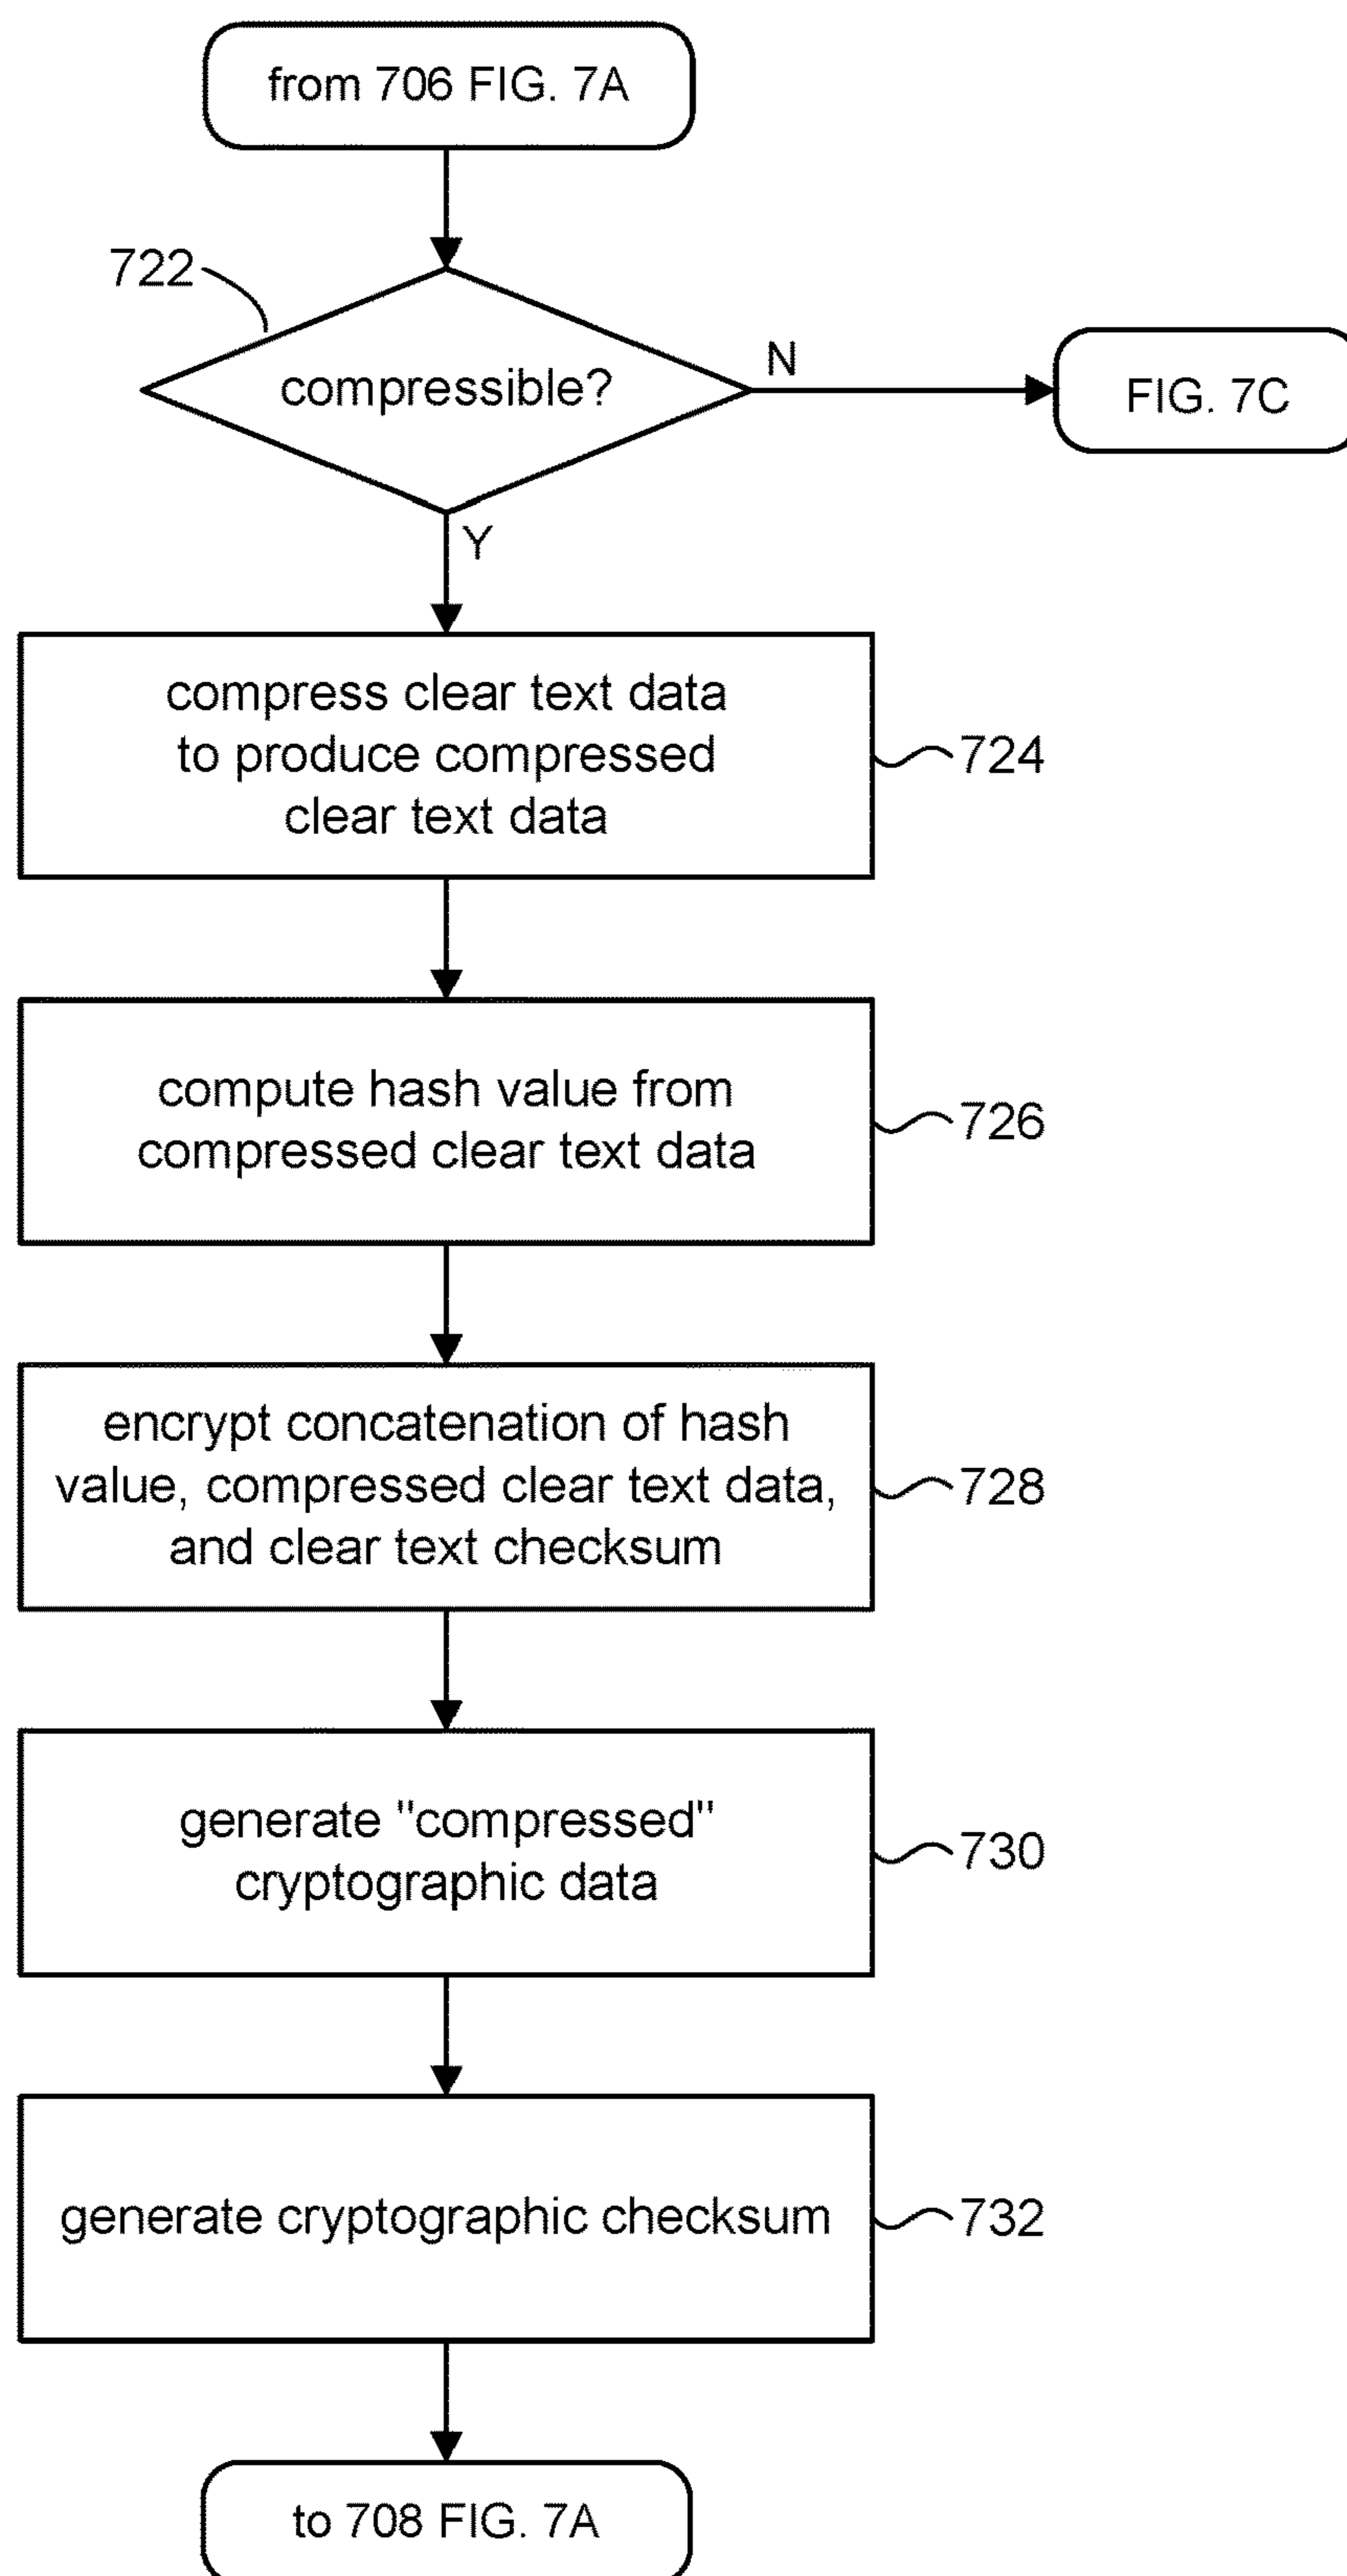 from 706 FIG. 7A
722
compressible?
N
FIG. 7C
Y
compress clear text data
to produce compressed
clear text data
724
compute hash value from
compressed clear text data
726
encrypt concatenation of hash
value, compressed clear text data,
and clear text checksum
728
generate "compressed"
cryptographic data
730
generate cryptographic checksum
732
to 708 FIG. 7A